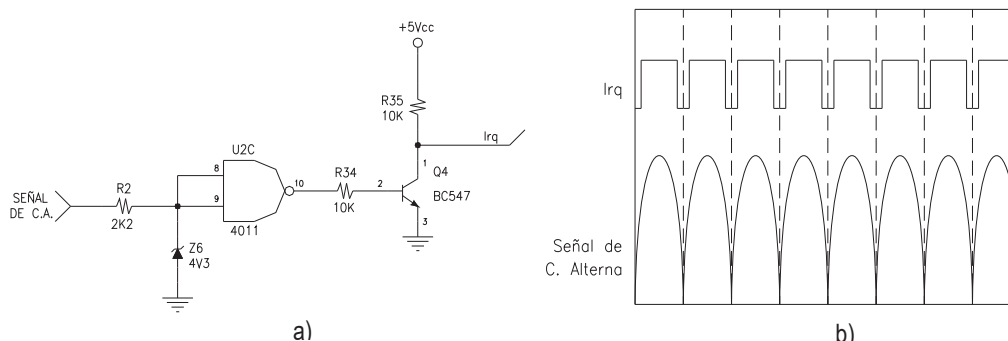 +5Vcc
R35
10K
Irq
U2C
8
9
10
4011
R34
10K
1
2
3
Q4
BC547
SEÑAL
DE C.A.
R2
2K2
Z6
4V3
a)
Irq
Señal de
C. Alterna
b)